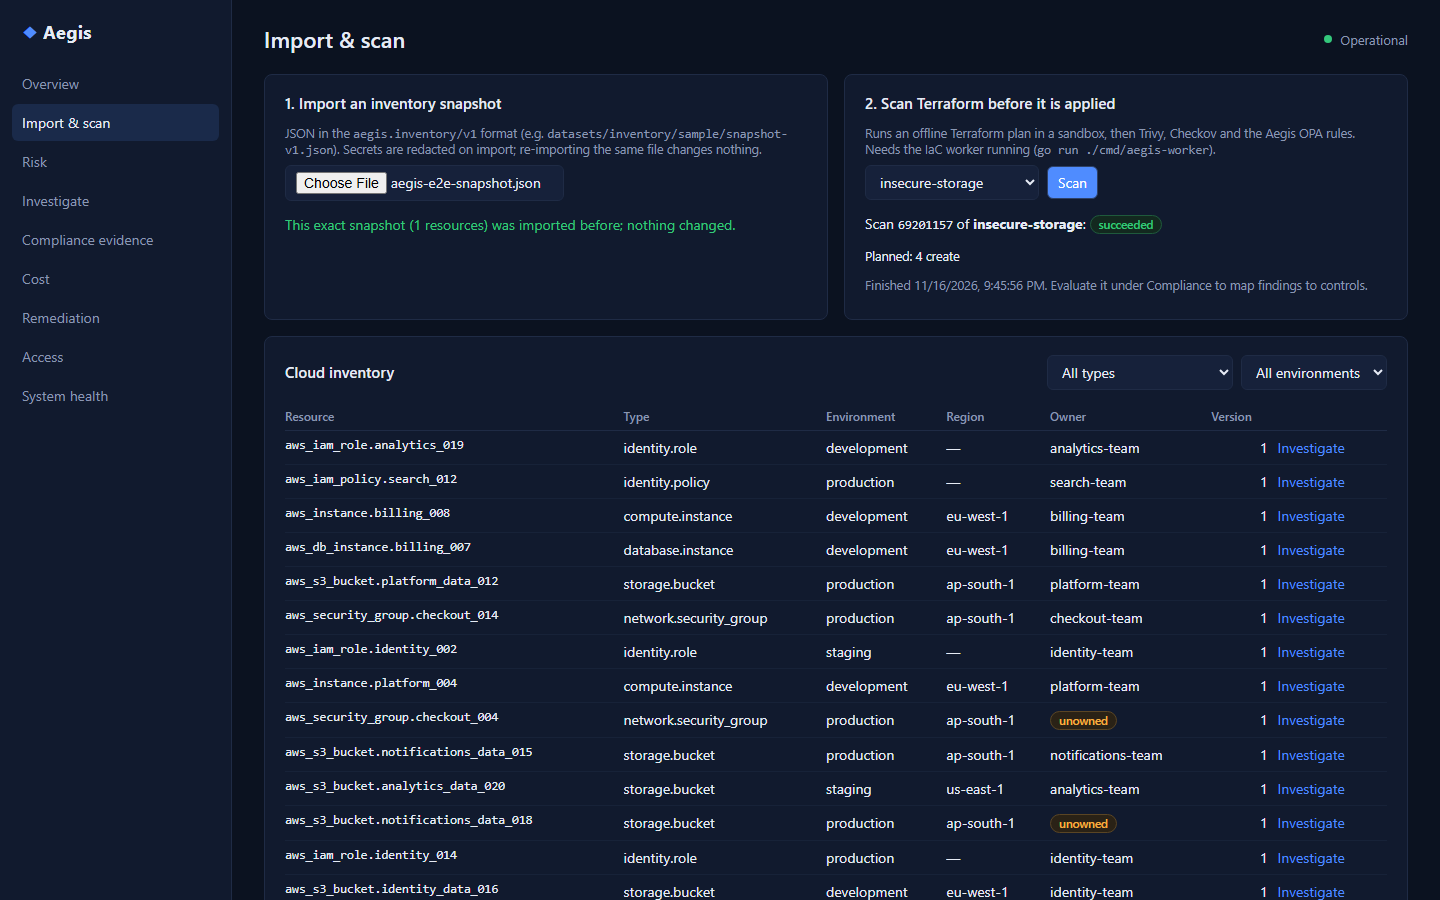 Aegis
Overview
Import & scan
Risk
Investigate
Compliance evidence
Cost
Remediation
Access
System health
Import & scan
Operational
1. Import an inventory snapshot
JSON in the aegis.inventory/v1 format (e.g. datasets/inventory/sample/snapshot-
v1.json). Secrets are redacted on import; re-importing the same file changes nothing.
Choose File aegis-e2e-snapshot.json
This exact snapshot (1 resources) was imported before; nothing changed.
2. Scan Terraform before it is applied
Runs an offline Terraform plan in a sandbox, then Trivy, Checkov and the Aegis OPA rules.
Needs the IaC worker running (go run ./cmd/aegis-worker).
insecure-storage Scan
Scan 69201157 of insecure-storage: succeeded
Planned: 4 create
Finished 11/16/2026, 9:45:56 PM. Evaluate it under Compliance to map findings to controls.
Cloud inventory All types All environments
Resource Type Environment Region Owner Version
aws_iam_role.analytics_019 identity.role development — analytics-team 1 Investigate
aws_iam_policy.search_012 identity.policy production — search-team 1 Investigate
aws_instance.billing_008 compute.instance development eu-west-1 billing-team 1 Investigate
aws_db_instance.billing_007 database.instance development eu-west-1 billing-team 1 Investigate
aws_s3_bucket.platform_data_012 storage.bucket production ap-south-1 platform-team 1 Investigate
aws_security_group.checkout_014 network.security_group production ap-south-1 checkout-team 1 Investigate
aws_iam_role.identity_002 identity.role staging — identity-team 1 Investigate
aws_instance.platform_004 compute.instance development eu-west-1 platform-team 1 Investigate
aws_security_group.checkout_004 network.security_group production ap-south-1 unowned 1 Investigate
aws_s3_bucket.notifications_data_015 storage.bucket production ap-south-1 notifications-team 1 Investigate
aws_s3_bucket.analytics_data_020 storage.bucket staging us-east-1 analytics-team 1 Investigate
aws_s3_bucket.notifications_data_018 storage.bucket production ap-south-1 unowned 1 Investigate
aws_iam_role.identity_014 identity.role production — identity-team 1 Investigate
aws_s3_bucket.identity_data_016 storage.bucket development eu-west-1 identity-team 1 Investigate